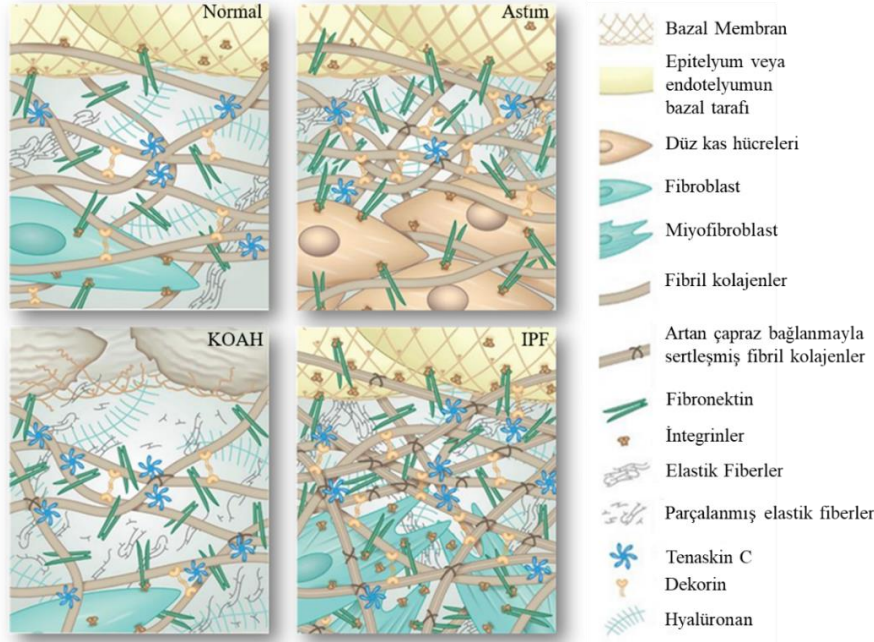 Normal
Astım
KOAH
IPF
Bazal Membran
Epitelyum veya
endotelyumun
bazal tarafı
Düz kas hücreleri
Fibroblast
Miyofibroblast
Fibril kolajenler
Artan çapraz bağlanmayla
sertleşmiş fibril kolajenler
Fibronektin
İntegrinler
Elastik Fiberler
Parçalanmış elastik fiberler
Tenaskin C
Dekorin
Hyalüronan